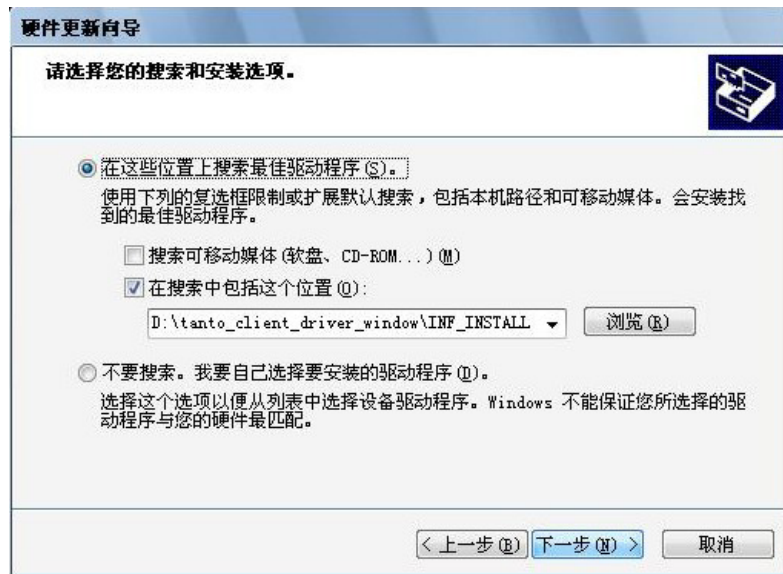 硬件更新向导
请选择您的搜索和安装选项。
在这些位置上搜索最佳驱动程序(S)。
使用下列的复选框限制或扩展默认搜索，包括本机路径和可移动媒体。会安装找
到的最佳驱动程序。
搜索可移动媒体(软盘、CD-ROM...)(M)
在搜索中包括这个位置(O):
D:\tanto_client_driver_window\INF_INSTALL
浏览(R)
不要搜索。我要自己选择要安装的驱动程序(D)。
选择这个选项以便从列表中选择设备驱动程序。Windows 不能保证您所选择的驱
动程序与您的硬件最匹配。
< 上一步(B) 下一步(N) > 取消